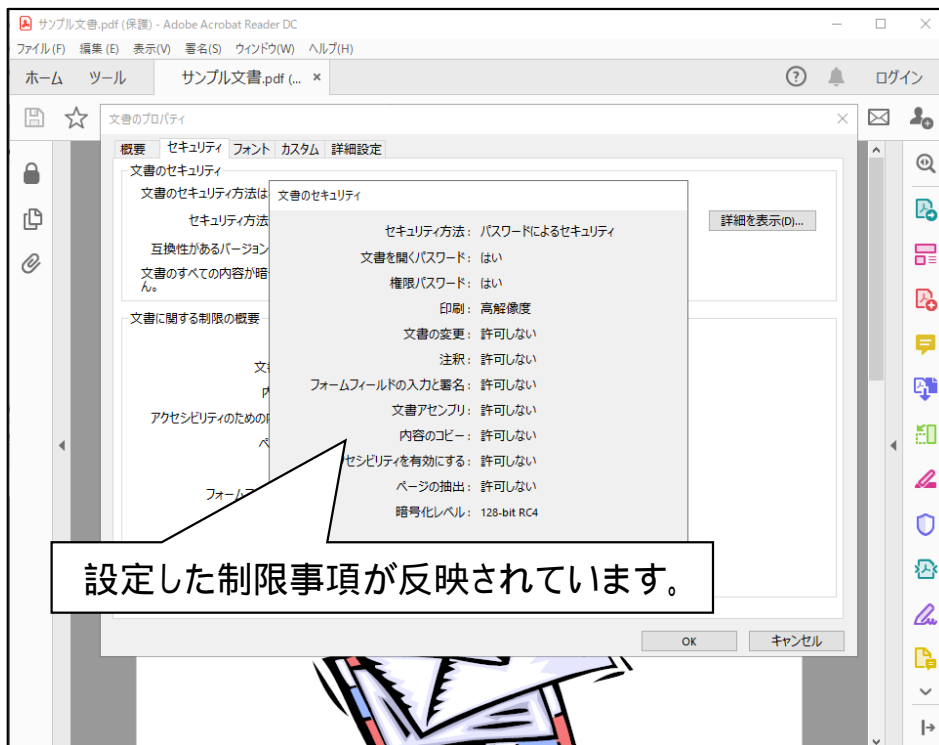 サンプル文書.pdf (保護) - Adobe Acrobat Reader DC
ファイル(F) 編集(E) 表示(V) 署名(S) ウィンドウ(W) ヘルプ(H)
ホーム ツール サンプル文書.pdf (... × ログイン
文書のプロパティ
概要 セキュリティ フォント カスタム 詳細設定
文書のセキュリティ
文書のセキュリティ方法は
セキュリティ方法 詳細を表示(D)...
互換性があるバージョン
文書のすべての内容が暗
ん。
文書に関する制限の概要
文
アクセシビリティのための
ペ
フォーム
文書のセキュリティ
セキュリティ方法： パスワードによるセキュリティ
文書を開くパスワード： はい
権限パスワード： はい
印刷： 高解像度
文書の変更： 許可しない
注釈： 許可しない
フォームフィールドの入力と署名： 許可しない
文書アセンブリ： 許可しない
内容のコピー： 許可しない
セシビリティを有効にする： 許可しない
ページの抽出： 許可しない
暗号化レベル： 128-bit RC4
設定した制限事項が反映されています。
OK キャンセル